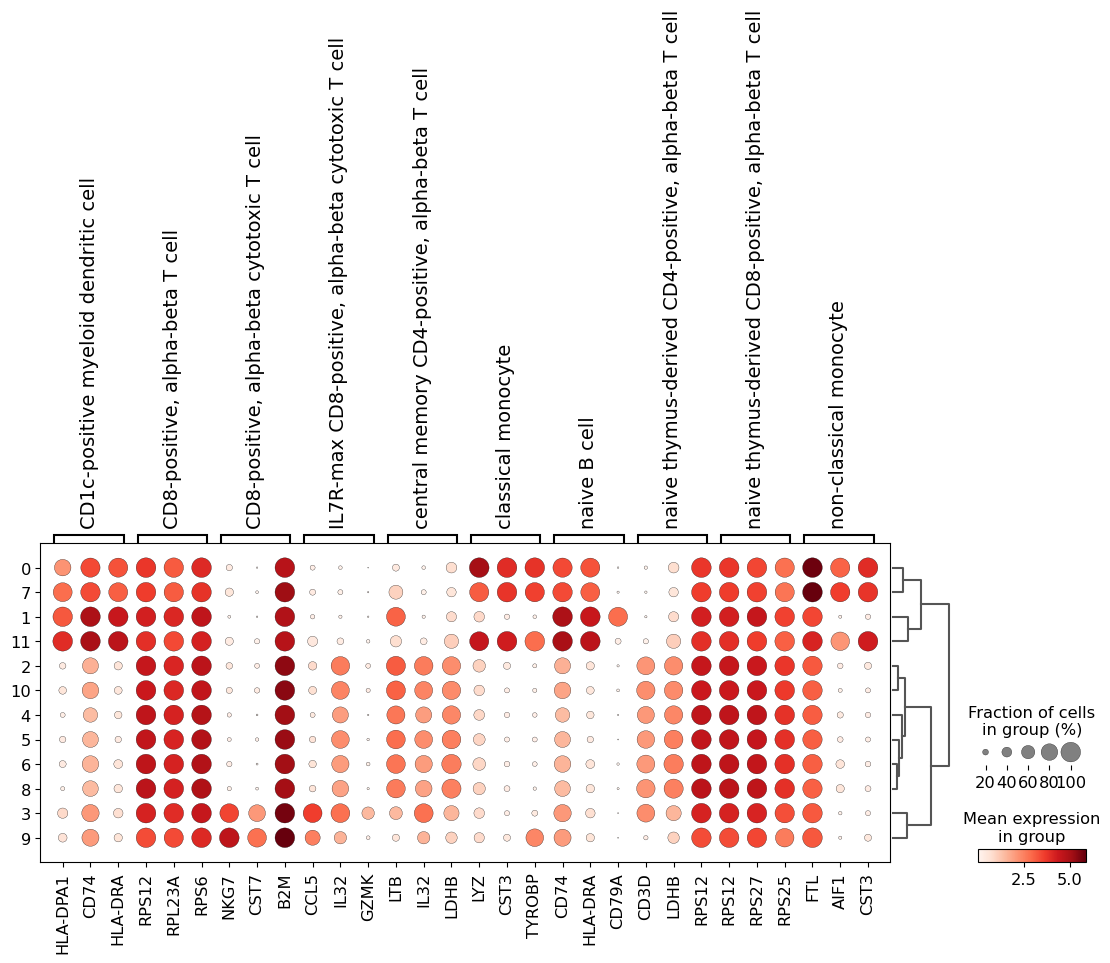 CD1c-positive myeloid dendritic cell
CD8-positive, alpha-beta T cell
CD8-positive, alpha-beta cytotoxic T cell
IL7R-max CD8-positive, alpha-beta cytotoxic T cell
central memory CD4-positive, alpha-beta T cell
classical monocyte
naive B cell
naive thymus-derived CD4-positive, alpha-beta T cell
naive thymus-derived CD8-positive, alpha-beta T cell
non-classical monocyte
0
7
1
11
2
10
4
5
6
8
3
9
HLA-DPA1
CD74
HLA-DRA
RPS12
RPL23A
RPS6
NKG7
CST7
B2M
CCL5
IL32
GZMK
LTB
IL32
LDHB
LYZ
CST3
TYROBP
CD74
HLA-DRA
CD79A
CD3D
LDHB
RPS12
RPS12
RPS27
RPS25
FTL
AIF1
CST3
Fraction of cells
in group (%)
20 40 60 80 100
Mean expression
in group
2.5 5.0